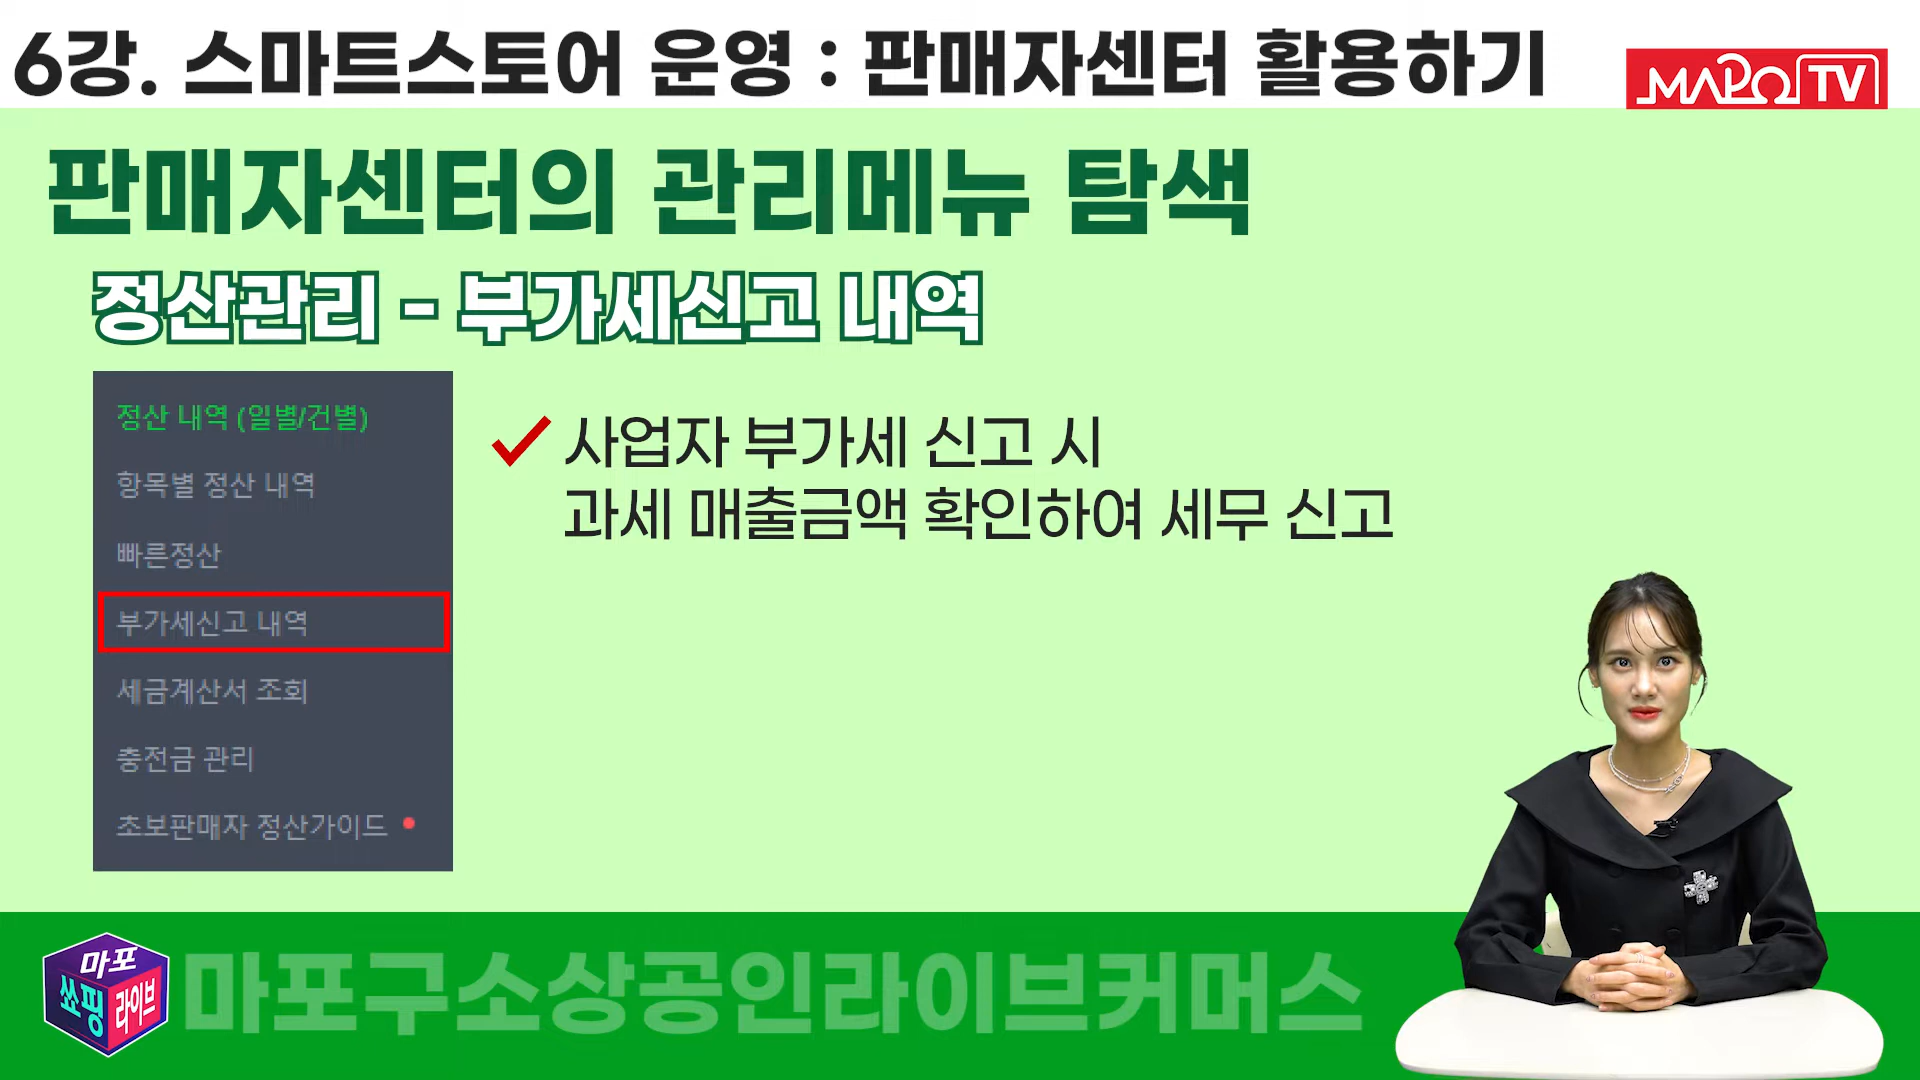 6강. 스마트스토어 운영 : 판매자센터 활용하기
MAPO TV
판매자센터의 관리메뉴 탐색
정산관리 - 부가세신고 내역
정산 내역 (일별/건별)
항목별 정산 내역
빠른정산
부가세신고 내역
세금계산서 조회
충전금 관리
초보판매자 정산가이드
사업자 부가세 신고 시
과세 매출금액 확인하여 세무 신고
마포
쇼핑
라이브
마포구소상공인라이브커머스